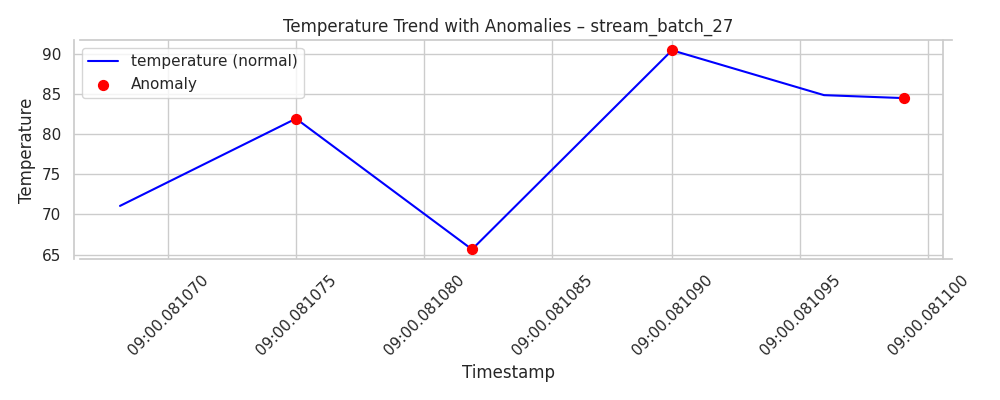 Temperature Trend with Anomalies – stream_batch_27
temperature (normal)
Anomaly
Temperature
90
85
80
75
70
65
09:00.081070
09:00.081075
09:00.081080
09:00.081085
09:00.081090
09:00.081095
09:00.081100
Timestamp